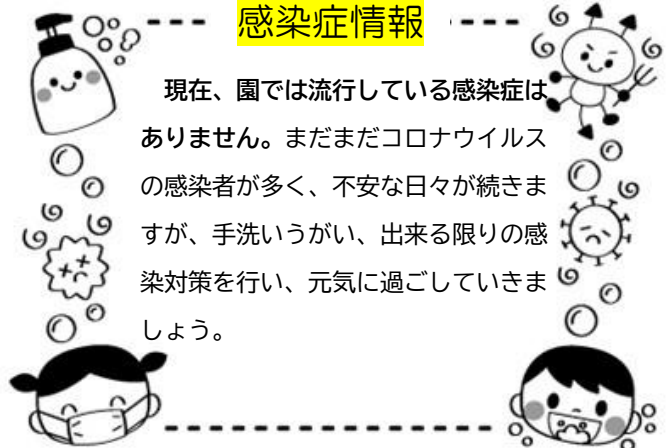 感染症情報
　現在、園では流行している感染症は
ありません。まだまだコロナウイルス
の感染者が多く、不安な日々が続きま
すが、手洗いうがい、出来る限りの感
染対策を行い、元気に過ごしていきま
しょう。